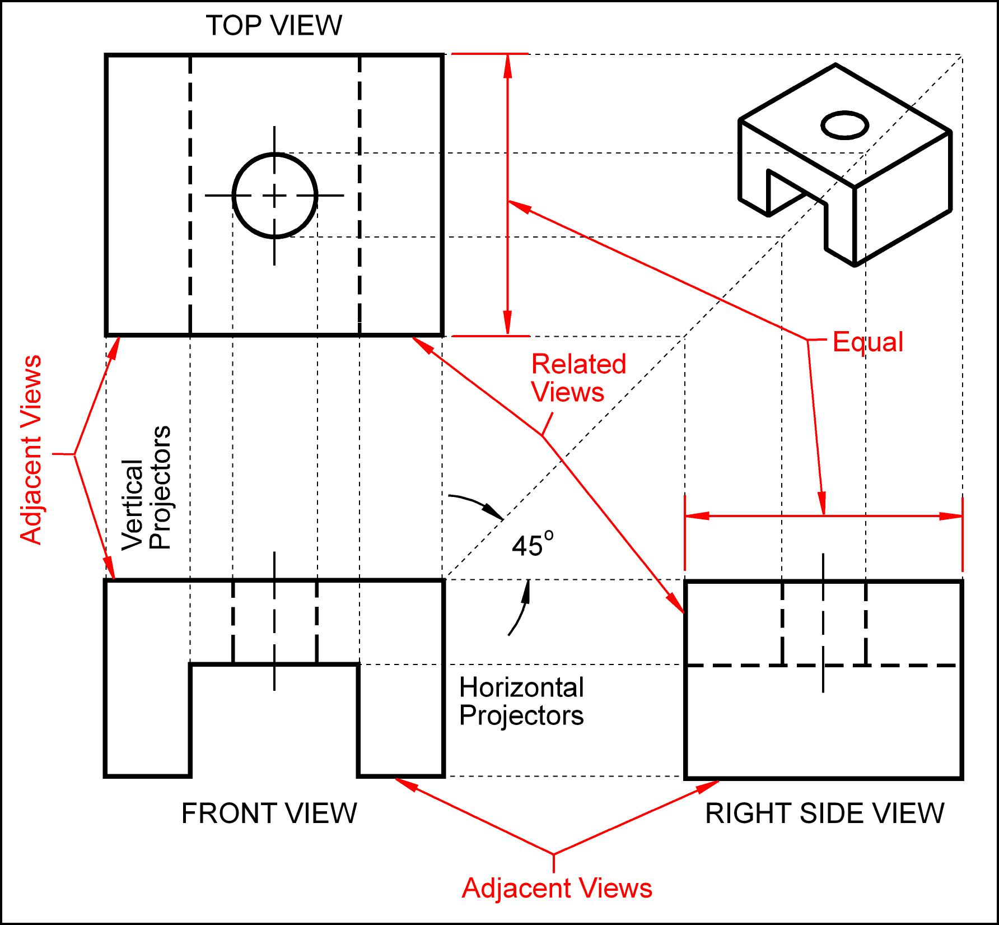 TOP VIEW
Equal
Related
Views
Adjacent Views
Vertical
Projectors
45°
Horizontal
Projectors
FRONT VIEW
RIGHT SIDE VIEW
Adjacent Views